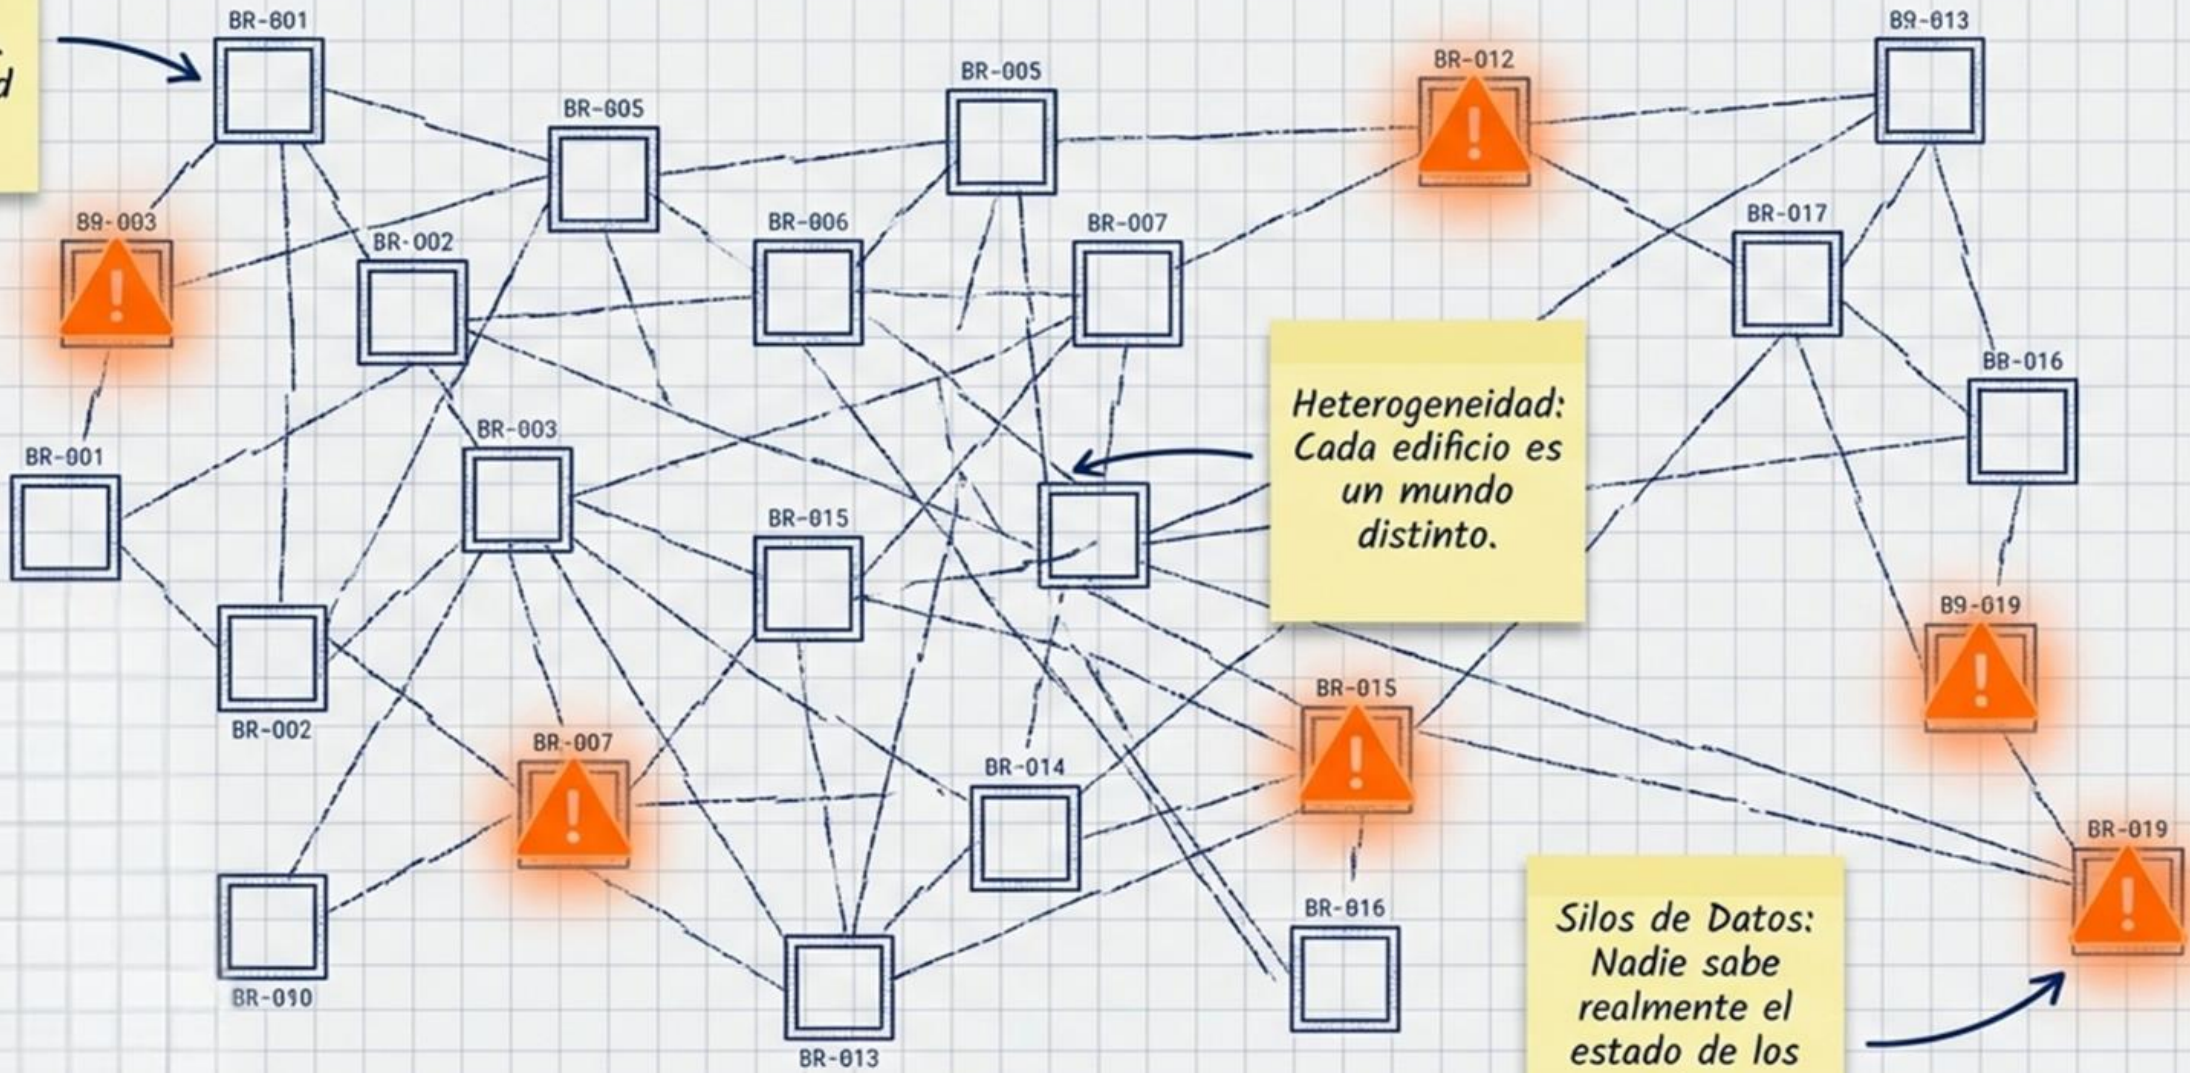 BR-001
B9-013
BR-012
BR-005
BR-005
d
B9-003
BR-002
BR-006
BR-007
BR-017
BR-016
BR-003
BR-001
Heterogeneidad:
Cada edificio es
un mundo
distinto.
BR-015
B9-019
BR-015
BR-002
BR-007
BR-014
BR-019
BR-016
Silos de Datos:
Nadie sabe
realmente el
estado de los
BR-010
BR-013